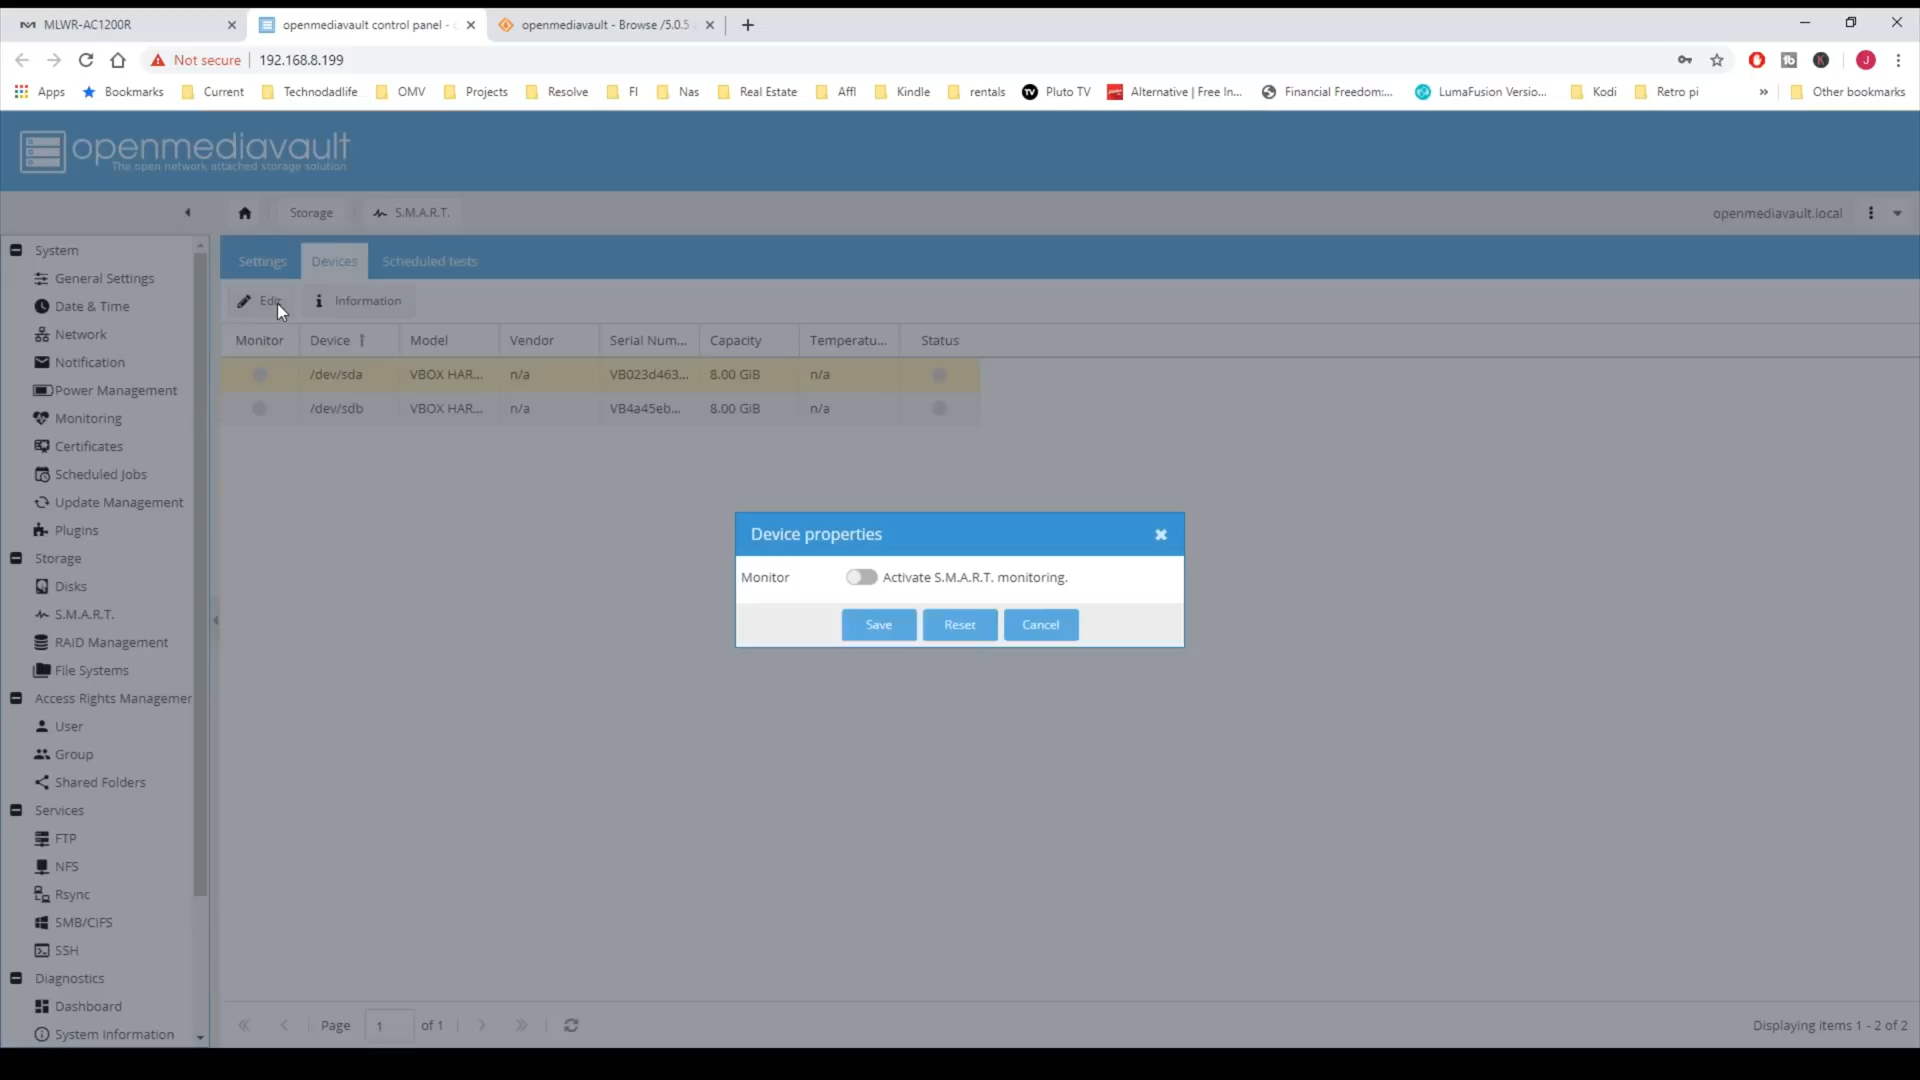 MLWR-AC1200R
openmediavault control panel -
openmediavault - Browse /5.0.5
Not secure
192.168.8.199
Apps
Bookmarks
Current
Technodadlife
OMV
Projects
Resolve
FI
Nas
Real Estate
Affl
Kindle
rentals
Pluto TV
Alternative | Free In...
Financial Freedom:...
LumaFusion Versio...
Kodi
Retro pi
»
Other bookmarks
openmediavault
The open network attached storage solution
Storage
S.M.A.R.T.
openmediavault.local
System
General Settings
Date & Time
Network
Notification
Power Management
Monitoring
Certificates
Scheduled Jobs
Update Management
Plugins
Storage
Disks
S.M.A.R.T.
RAID Management
File Systems
Access Rights Managemen
User
Group
Shared Folders
Services
FTP
NFS
Rsync
SMB/CIFS
SSH
Diagnostics
Dashboard
System Information
Settings
Devices
Scheduled tests
Edit
Information
Monitor Device Model Vendor Serial Num... Capacity Temperatu... Status
/dev/sda VBOX HAR... n/a VB023d463... 8.00 GiB n/a
/dev/sdb VBOX HAR... n/a VB4a45eb... 8.00 GiB n/a
Device properties
Monitor
Activate S.M.A.R.T. monitoring.
Save
Reset
Cancel
Page 1 of 1
Displaying items 1 - 2 of 2